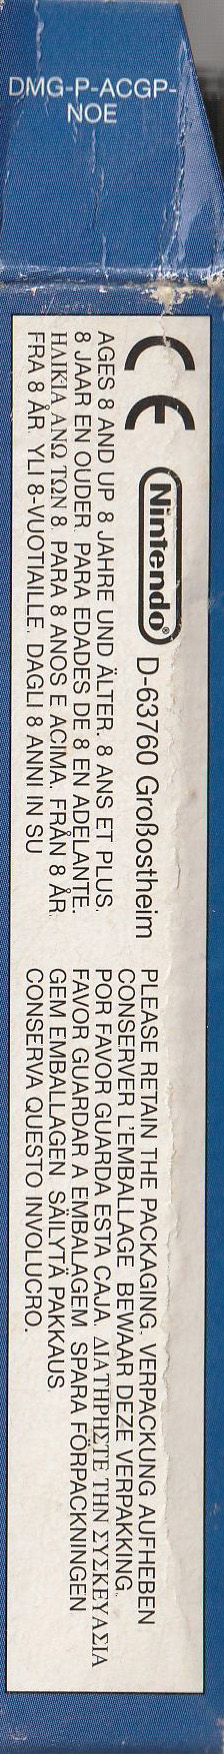 DMG-P-ACGP-
NOE
CE
Nintendo® D-63760 Großostheim
AGES 8 AND UP. 8 JAHRE UND ÄLTER. 8 ANS ET PLUS.
8 JAAR EN OUDER. PARA EDADES DE 8 EN ADELANTE.
ΗΛΙΚΙΑ ΑΝΩ ΤΩΝ 8. PARA 8 ANOS E ACIMA. FRÅN 8 ÅR.
FRA 8 ÅR. YLI 8-VUOTIAILLE. DAGLI 8 ANNI IN SU
PLEASE RETAIN THE PACKAGING. VERPACKUNG AUFHEBEN
CONSERVER L'EMBALLAGE BEWAAR DEZE VERPAKKING.
POR FAVOR GUARDA ESTA CAJA ΔΙΑΤΗΡΗΣΤΕ ΤΗΝ ΣΥΣΚΕΥΑΣΙΑ
FAVOR GUARDAR A EMBALAGEM SPARA FÖRPACKNINGEN
GEM EMBALLAGEN SÄILYTÄ PAKKAUS.
CONSERVA QUESTO INVOLUCRO.